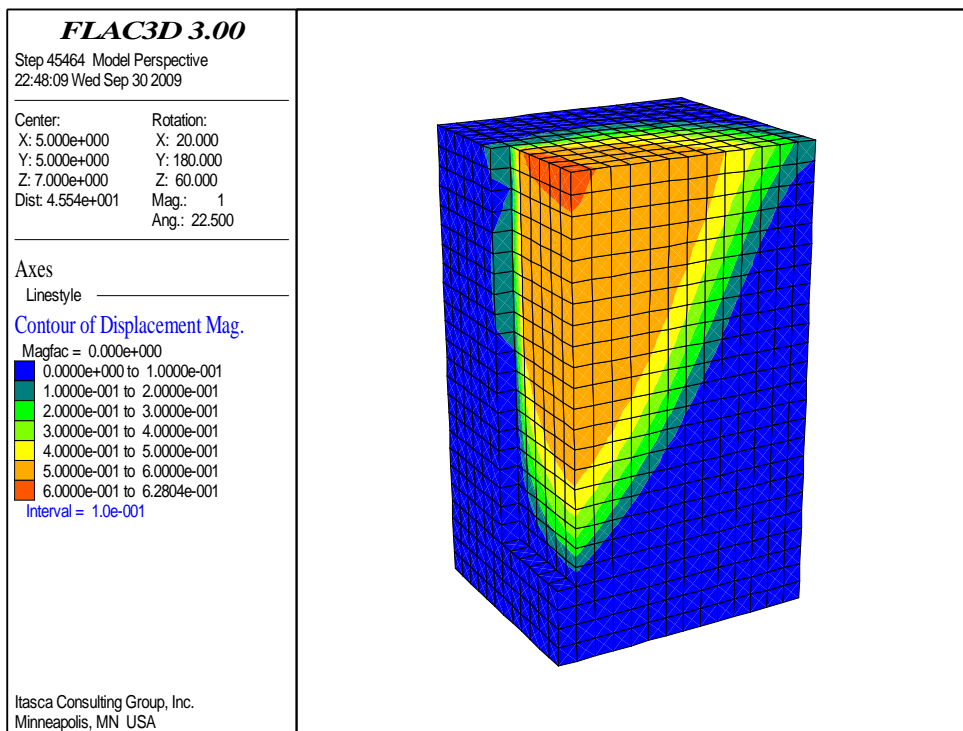 FLAC3D 3.00
Step 45464 Model Perspective
22:48:09 Wed Sep 30 2009
Center: Rotation:
X: 5.000e+000 X: 20.000
Y: 5.000e+000 Y: 180.000
Z: 7.000e+000 Z: 60.000
Dist: 4.554e+001 Mag.: 1
Ang.: 22.500
Axes
Linestyle
Contour of Displacement Mag.
Magfac = 0.000e+000
0.0000e+000 to 1.0000e-001
1.0000e-001 to 2.0000e-001
2.0000e-001 to 3.0000e-001
3.0000e-001 to 4.0000e-001
4.0000e-001 to 5.0000e-001
5.0000e-001 to 6.0000e-001
6.0000e-001 to 6.2804e-001
Interval = 1.0e-001
Itasca Consulting Group, Inc.
Minneapolis, MN USA